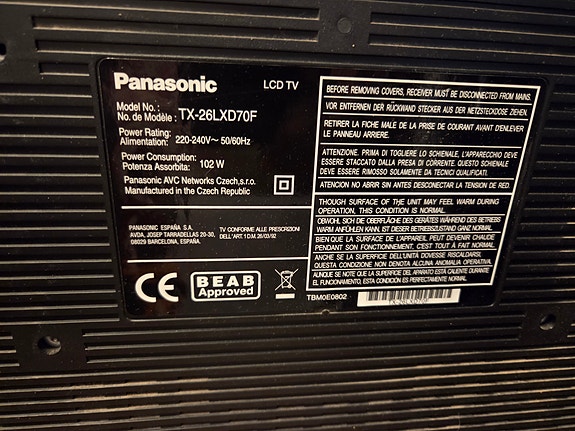 Panasonic LCD TV
Model No. :
No. de Modèle : TX-26LXD70F
Power Rating:
Alimentation: 220-240V~ 50/60Hz
Power Consumption:
Potenza Assorbita: 102 W
Panasonic AVC Networks Czech,s.r.o.
Manufactured in the Czech Republic
PANASONIC ESPAÑA S.A.
AVDA, JOSEP TARRADELLAS 20-30,
08029 BARCELONA, ESPAÑA.
TV CONFORME ALLE PRESCRIZIONI
DELL'ART. 1 D.M. 26/03/92
CE
BEAB
Approved
BEFORE REMOVING COVERS, RECEIVER MUST BE DISCONNECTED FROM MAINS.
VOR ENTFERNEN DER RÜCKWAND STECKER AUS DER NETZSTECKDOSE ZIEHEN.
RETIRER LA FICHE MALE DE LA PRISE DE COURANT AVANT D'ENLEVER
LE PANNEAU ARRIERE.
ATTENZIONE. PRIMA DI TOGLIERE LO SCHIENALE, L'APPARECCHIO DEVE
ESSERE STACCATO DALLA PRESA DI CORRENTE. QUESTO SCHIENALE
DEVE ESSERE RIMOSSO SOLAMENTE DA TECNICI QUALIFICATI.
ATENCION NO ABRIR SIN ANTES DESCONECTAR LA TENSION DE RED.
THOUGH SURFACE OF THE UNIT MAY FEEL WARM DURING
OPERATION, THIS CONDITION IS NORMAL.
OBWOHL SICH DIE OBERFLÄCHE DES GERÄTES WÄHREND DES BETRIEBS
WARM ANFÜHLEN KANN, IST DIESER BETRIEBZUSTAND GANZ NORMAL.
BIEN QUE LA SURFACE DE L'APPAREIL PUET DEVENIR CHAUDE
PENDANT SON FONCTIONNEMENT, C'EST TOUT À FAIT NORMAL.
ANCHE SE LA SUPERFICIE DELL'UNITÀ DOVESSE RISCALDARSI,
QUESTA CONDIZIONE NON DENOTA ALCUNA ANOMALIA OPERATIVA.
AUNQUE SE NOTE QUE LA SUPERFICIE DEL APARATO ESTÁ CALIENTE DURANTE
EL FUNCIONAMIENTO, ESTA CONDICIÓN ES PERFECTAMENTE NORMAL.
TBM0E0802